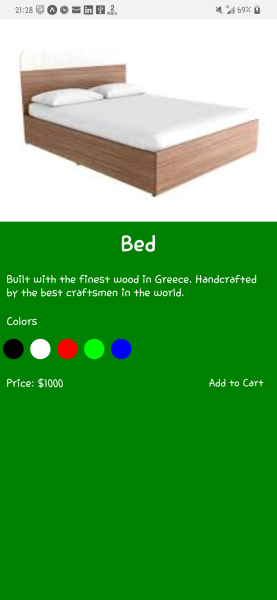 21:28 69%
Bed
Built with the finest wood in Greece. Handcrafted
by the best craftsmen in the world.
Colors
Price: $1000 Add to Cart